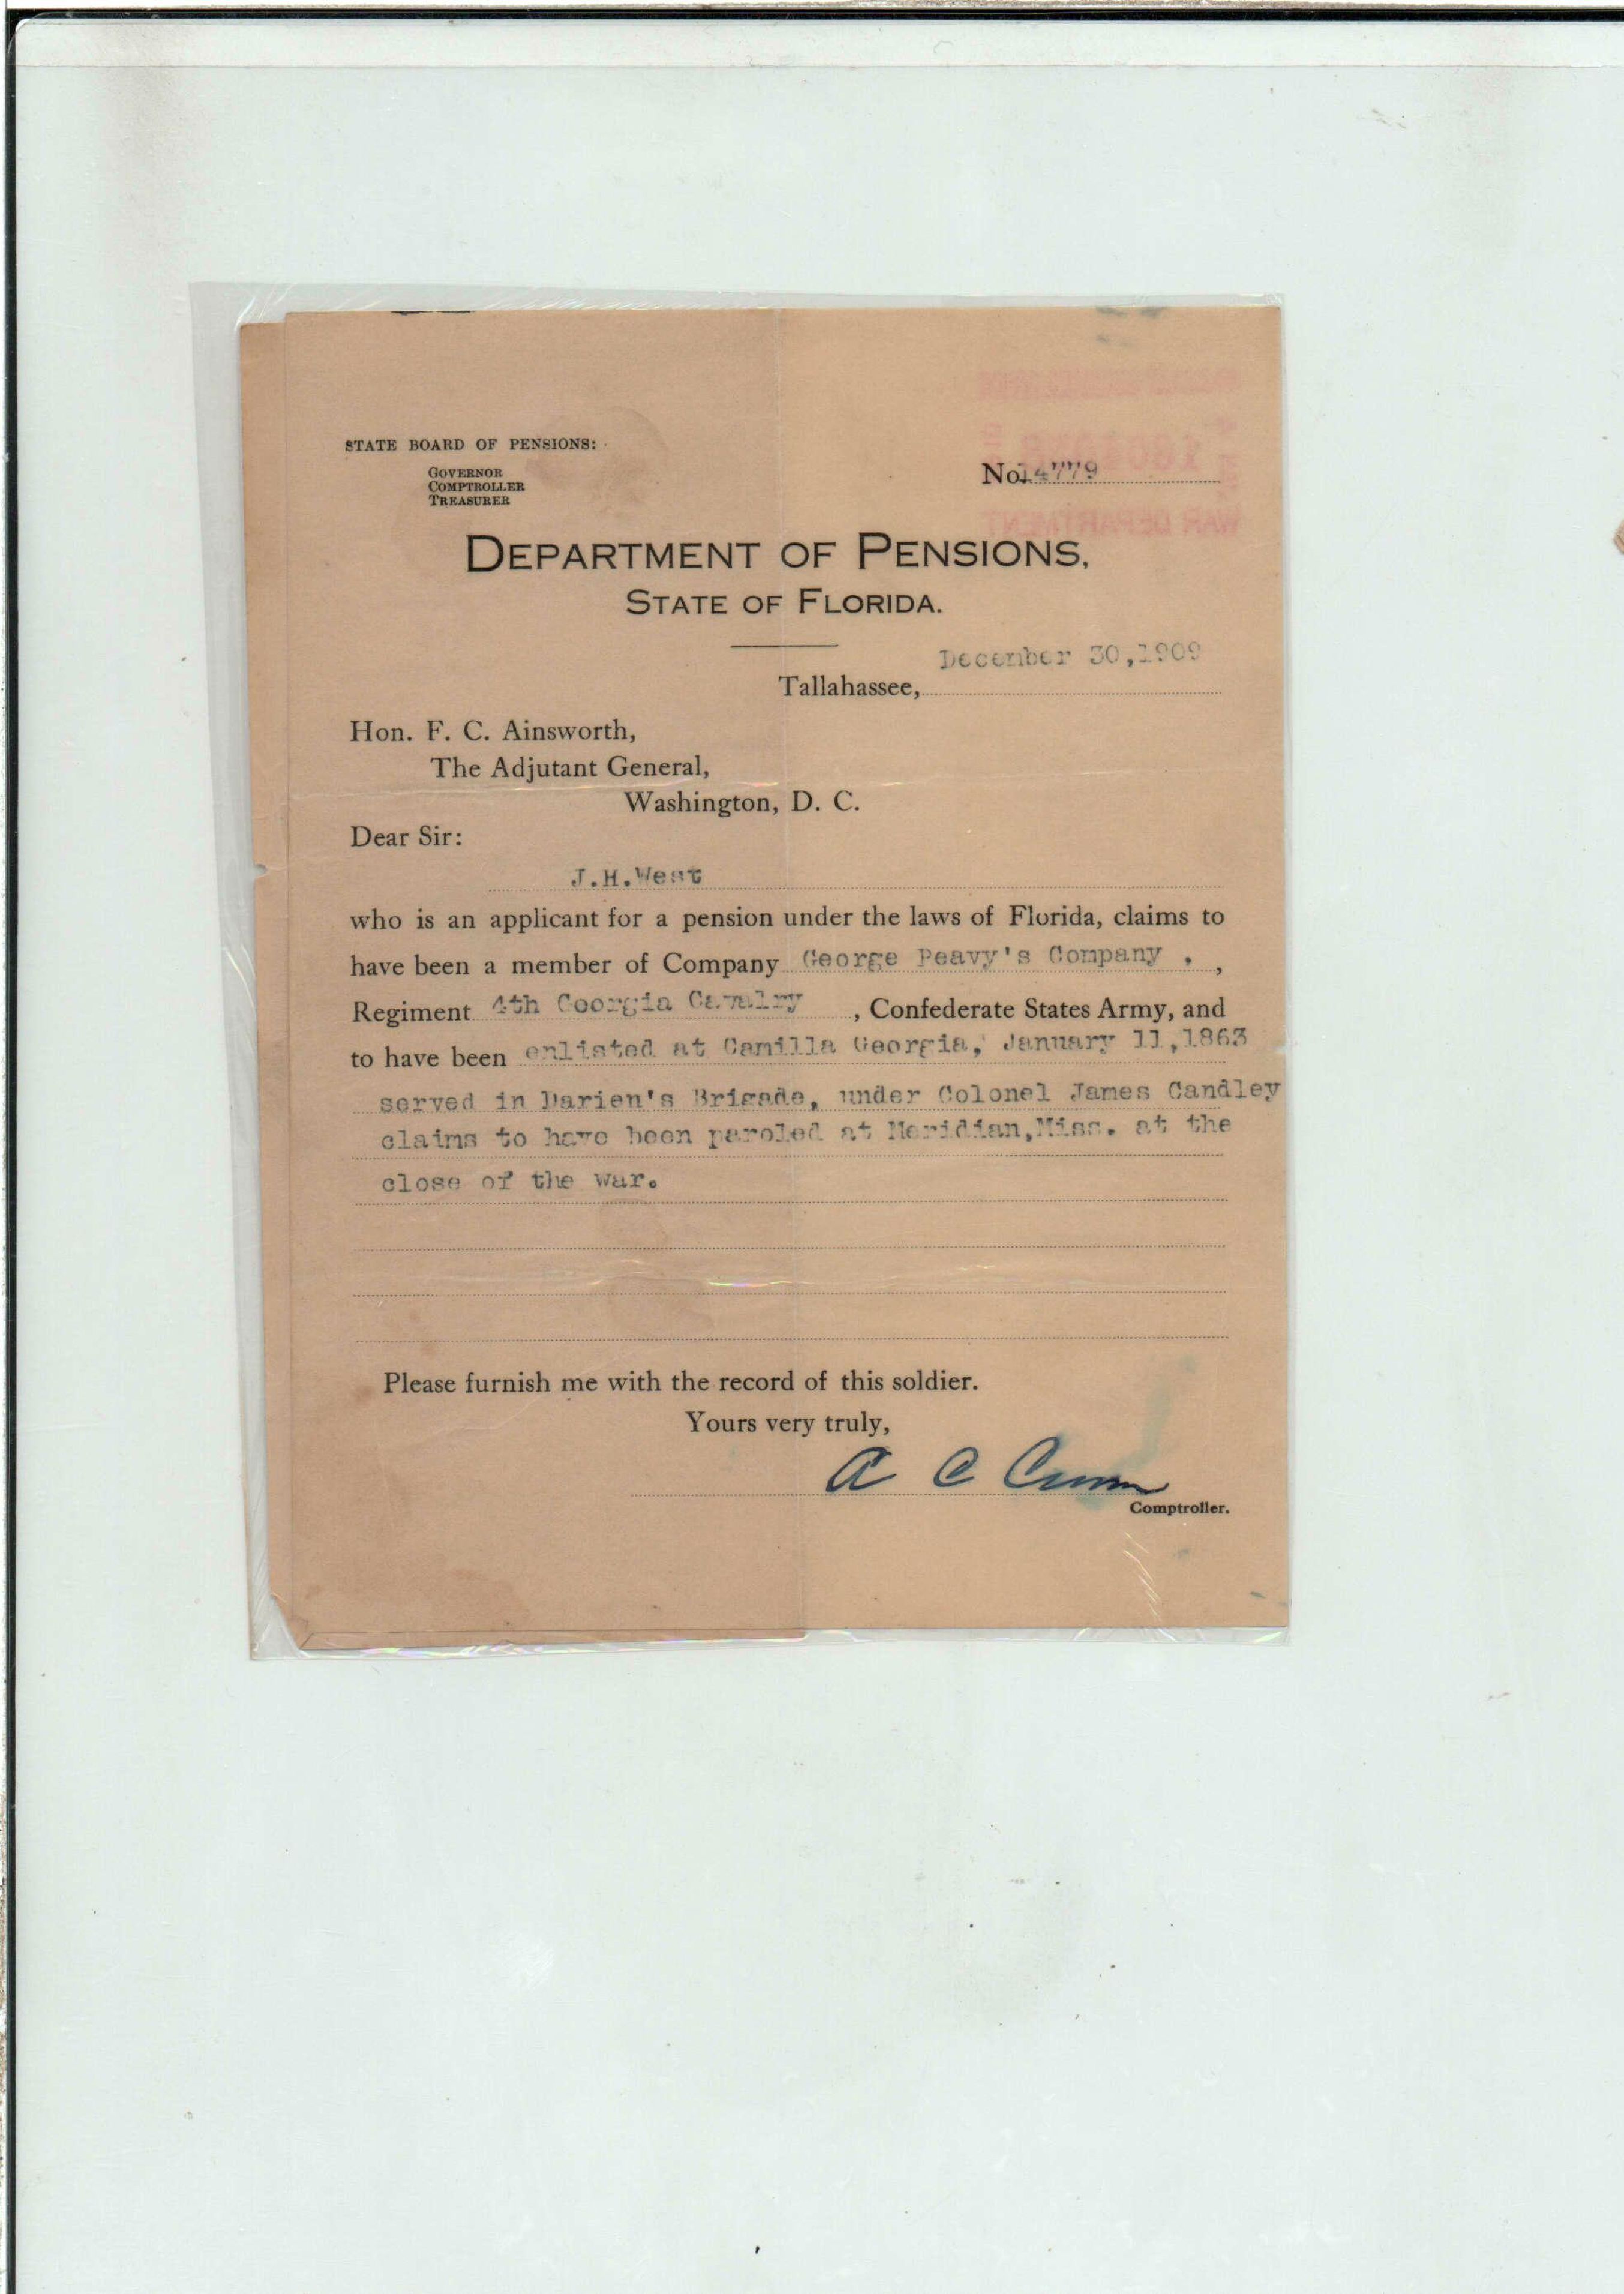 STATE BOARD OF PENSIONS:
GOVERNOR
COMPTROLLER
TREASURER
No. 14779
DEPARTMENT OF PENSIONS,
STATE OF FLORIDA.
December 30,1909
Tallahassee,
Hon. F. C. Ainsworth,
The Adjutant General,
Washington, D. C.
Dear Sir:
J.H.West
who is an applicant for a pension under the laws of Florida, claims to
have been a member of Company George Peavy's Company . ,
Regiment 4th Georgia Cavalry , Confederate States Army, and
to have been enlisted at Camilla Georgia, January 11,1863
served in Darien's Brigade, under Colonel James Candley
claims to have been paroled at Meridian,Miss. at the
close of the war.
Please furnish me with the record of this soldier.
Yours very truly,
A C
Comptroller.
WAR DEPARTMENT